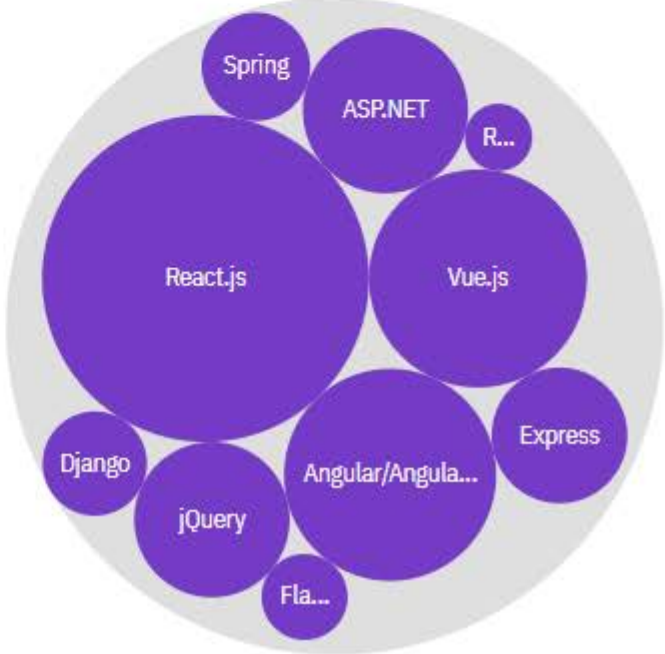 Spring
ASP.NET
R...
React.js
Vue.js
Express
Django
Angular/Angula...
jQuery
Fla...